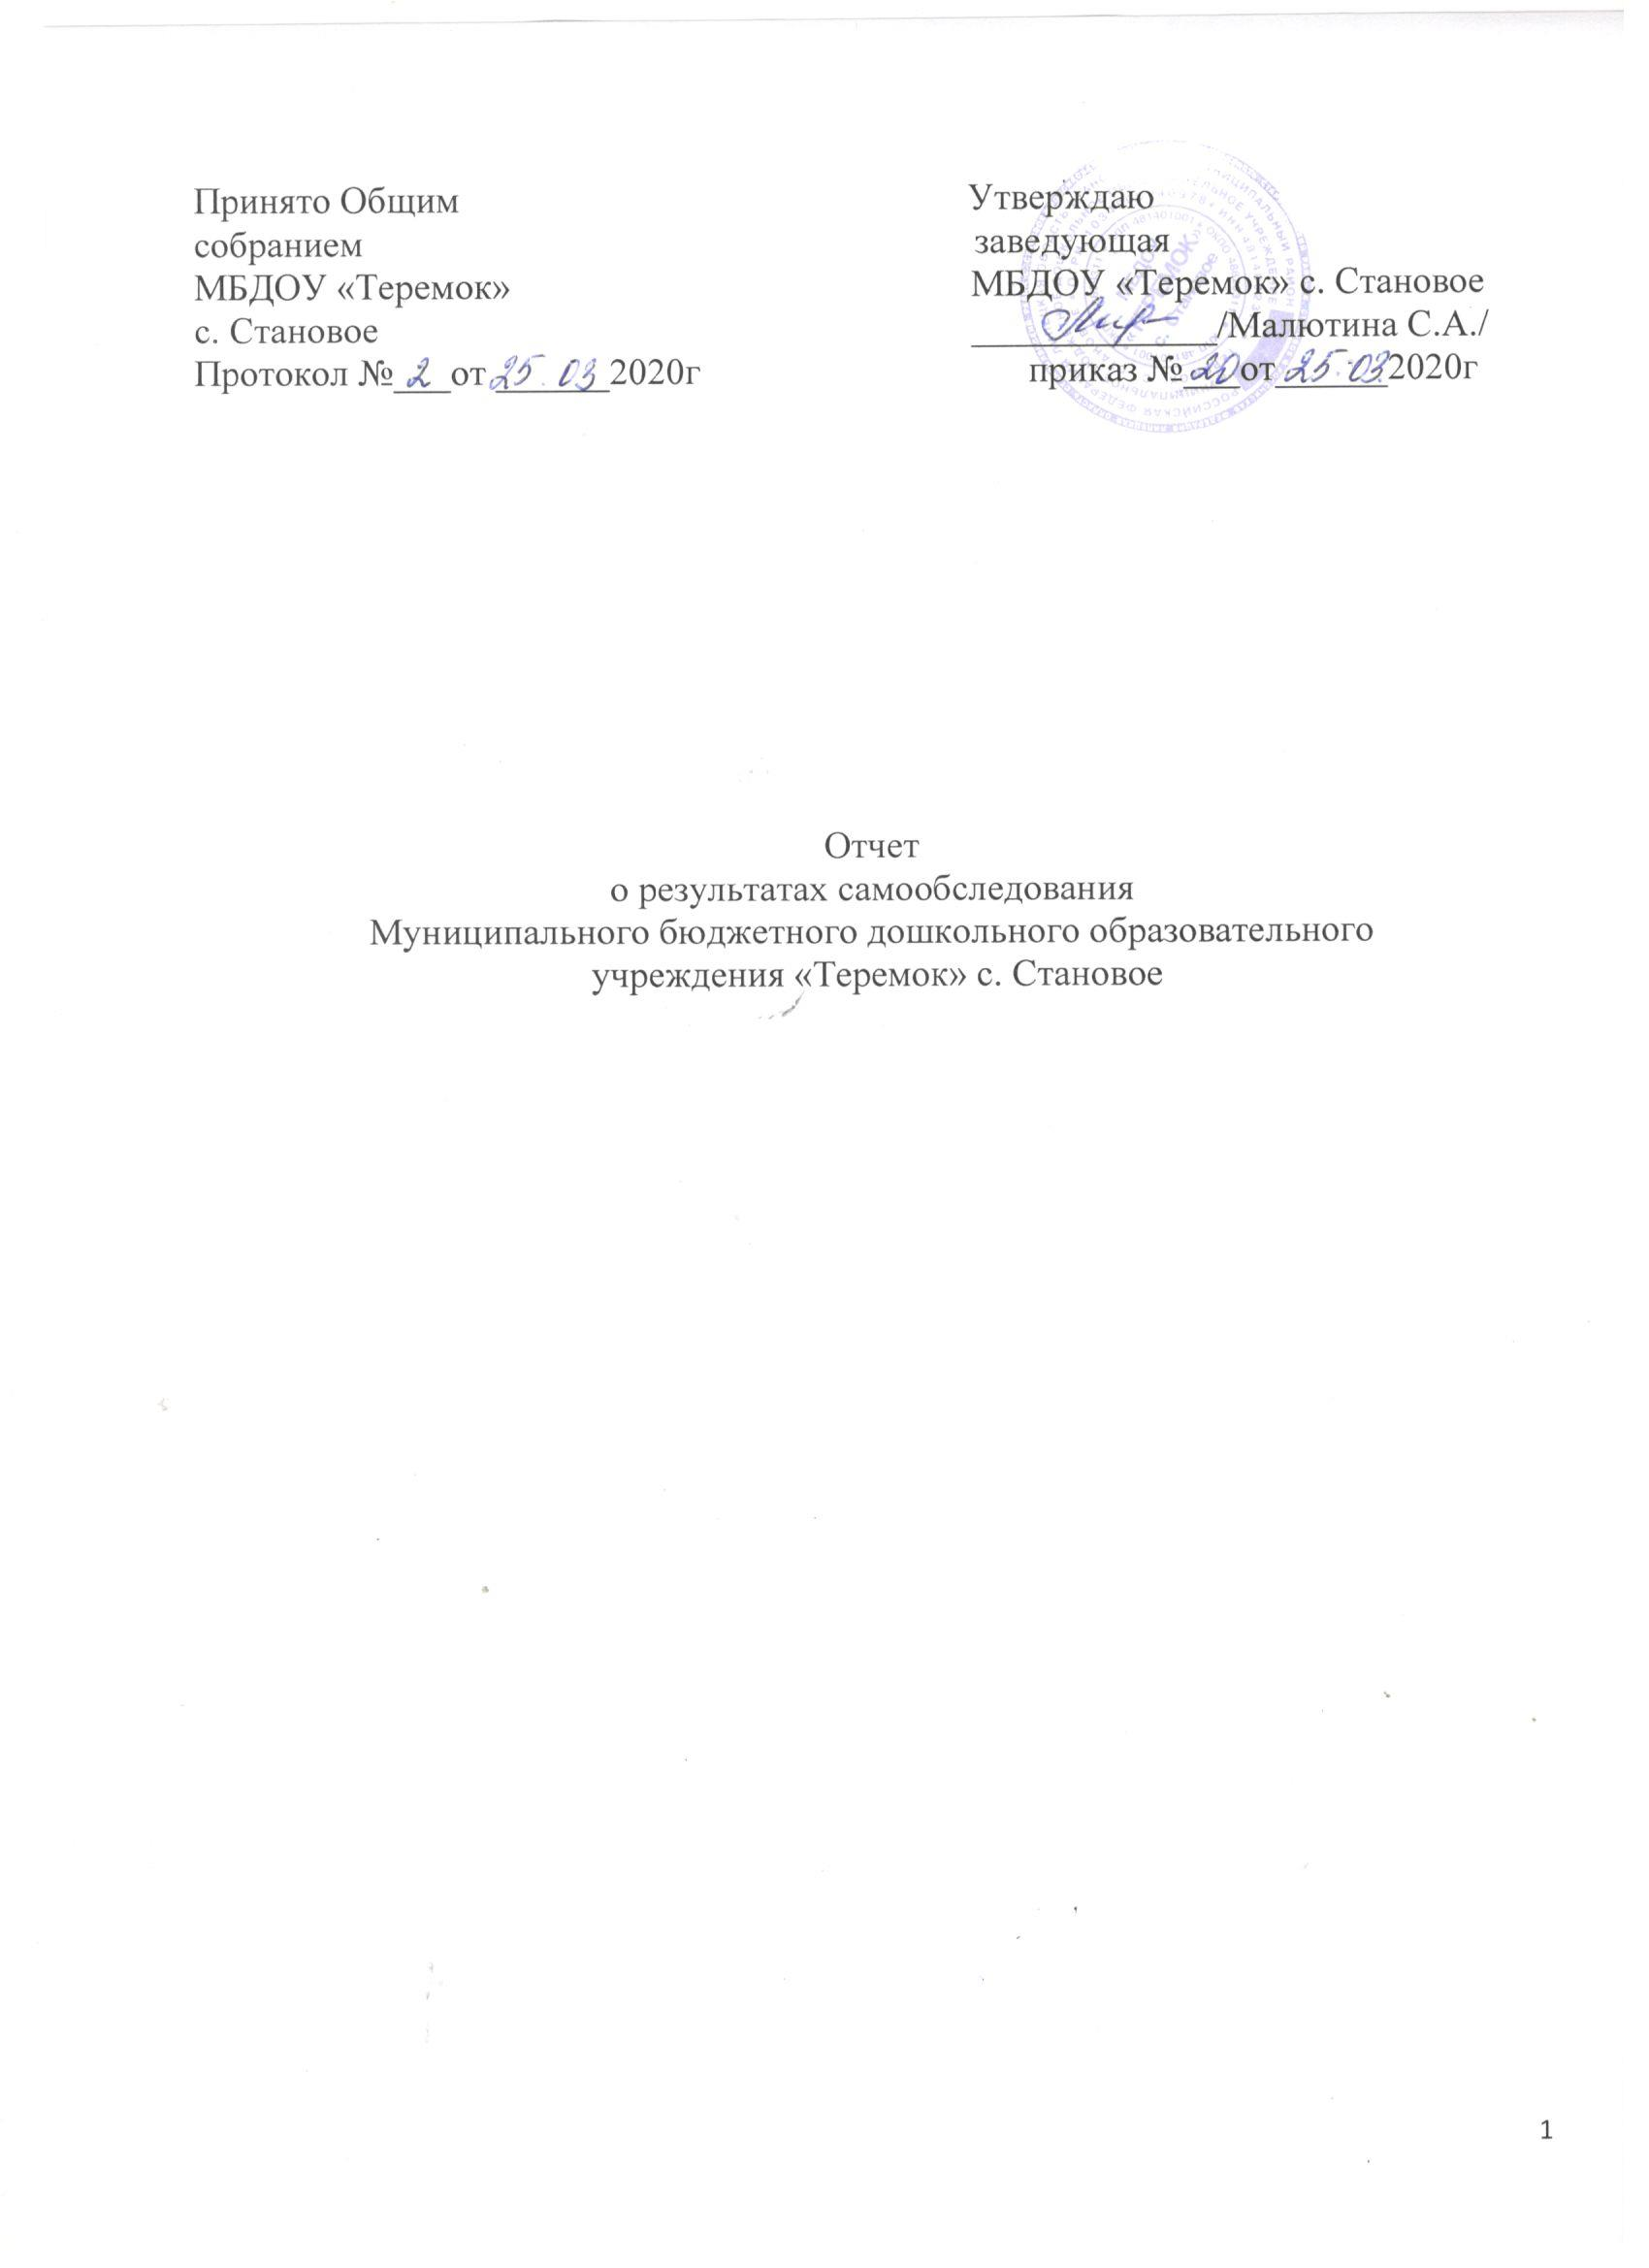 Принято Общим
собранием
МБДОУ «Теремок»
с. Становое
Протокол № 2 от 25. 03 2020г
Утверждаю
заведующая
МБДОУ «Теремок» с. Становое
/Малютина С.А./
приказ № 20 от 25.03.2020г
Отчет
о результатах самообследования
Муниципального бюджетного дошкольного образовательного
учреждения «Теремок» с. Становое
1